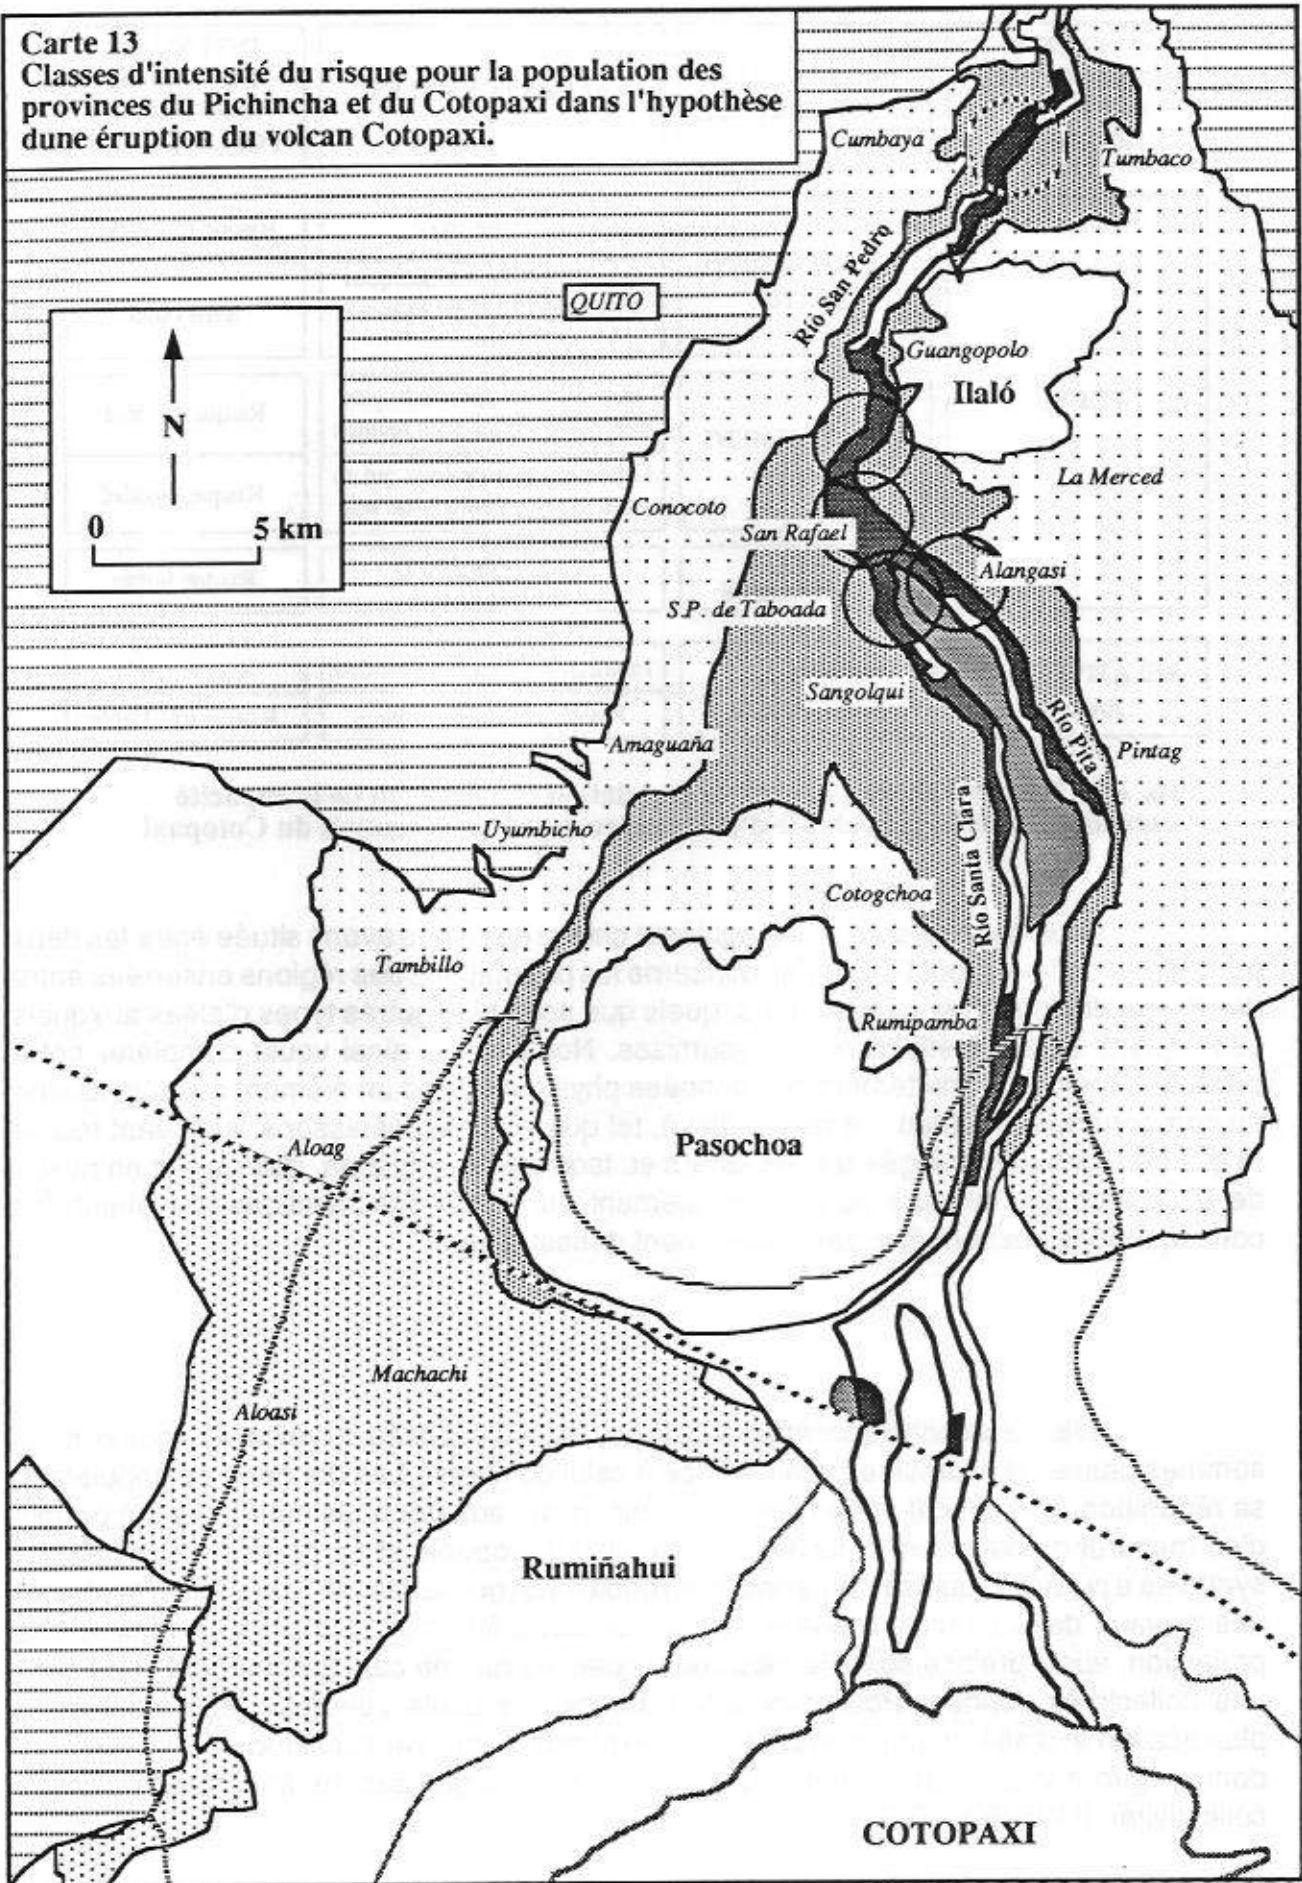 Carte 13
Classes d'intensité du risque pour la population des
provinces du Pichincha et du Cotopaxi dans l'hypothèse
dune éruption du volcan Cotopaxi.
Cumbaya
Tumbaco
Río San Pedro
QUITO
N
0 5 km
Guangopolo
Ilaló
La Merced
Conocoto
San Rafael
Alangasi
S.P. de Taboada
Sangolqui
Río Pita
Amaguaña
Pintag
Uyumbicho
Río Santa Clara
Cotogchoa
Tambillo
Rumipamba
Aloag
Pasochoa
Machachi
Aloasi
Rumiñahui
COTOPAXI